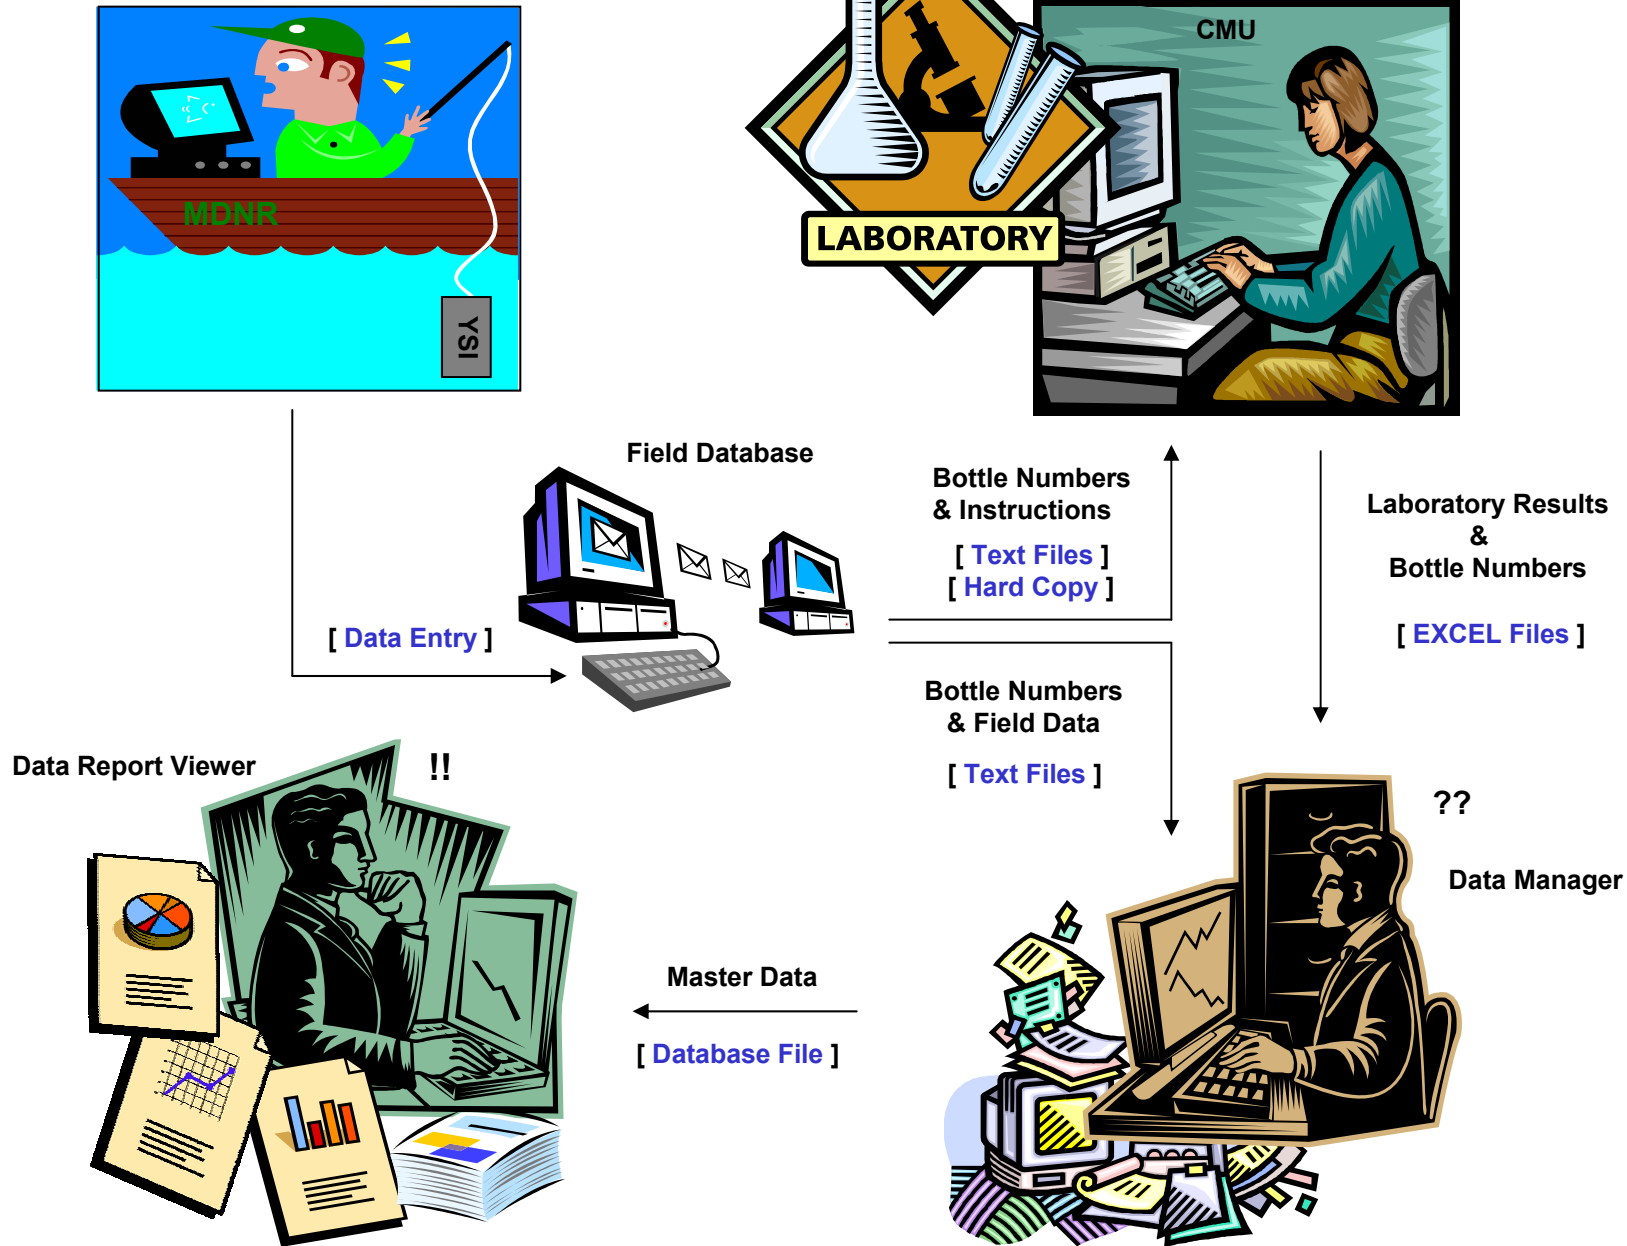 CMU
MDNR
LABORATORY
YSI
Field Database
Bottle Numbers
& Instructions
[ Text Files ]
[ Hard Copy ]
Laboratory Results
&
Bottle Numbers
[ EXCEL Files ]
[ Data Entry ]
Bottle Numbers
& Field Data
[ Text Files ]
Data Report Viewer
!!
??
Data Manager
Master Data
[ Database File ]